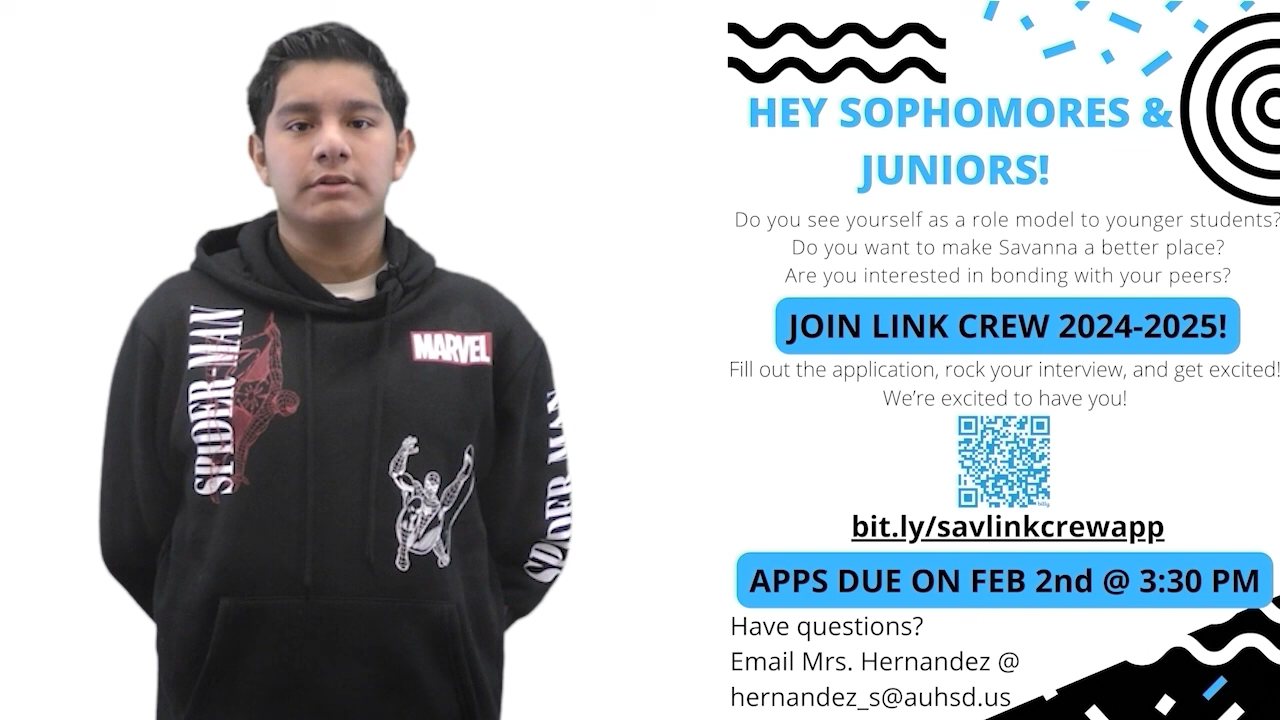 SPIDER-MAN
MARVEL
SPIDER-MAN
HEY SOPHOMORES &
JUNIORS!
Do you see yourself as a role model to younger students?
Do you want to make Savanna a better place?
Are you interested in bonding with your peers?
JOIN LINK CREW 2024-2025!
Fill out the application, rock your interview, and get excited!
We're excited to have you!
bit.ly/savlinkcrewapp
APPS DUE ON FEB 2nd @ 3:30 PM
Have questions?
Email Mrs. Hernandez @
hernandez_s@auhsd.us